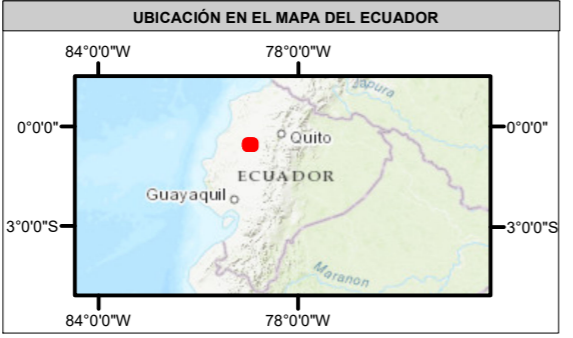 UBICACIÓN EN EL MAPA DEL ECUADOR
84°0'0"W 78°0'0"W
Japura
0°0'0" 0°0'0"
Quito
ECUADOR
Guayaquil
3°0'0"S 3°0'0"S
Maranon
84°0'0"W 78°0'0"W